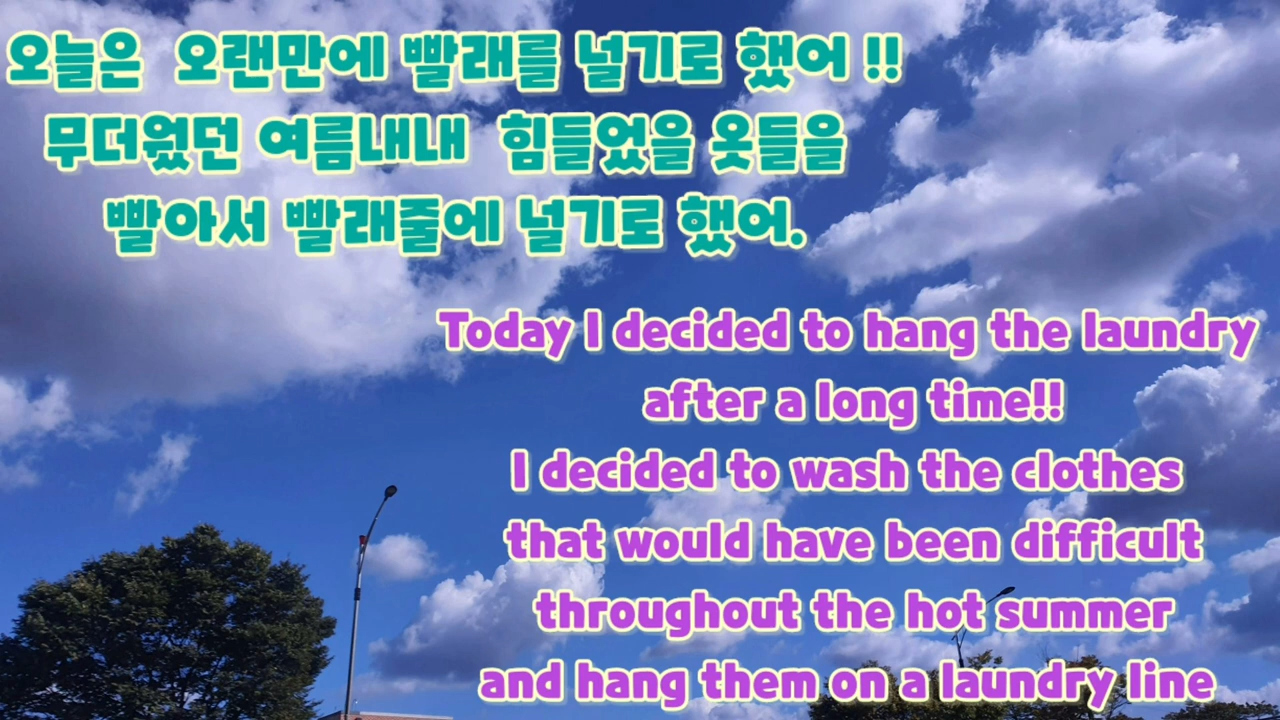 오늘은 오랜만에 빨래를 널기로 했어 !!
무더웠던 여름내내 힘들었을 옷들을
빨아서 빨래줄에 널기로 했어.
Today I decided to hang the laundry
after a long time!!
I decided to wash the clothes
that would have been difficult
throughout the hot summer
and hang them on a laundry line